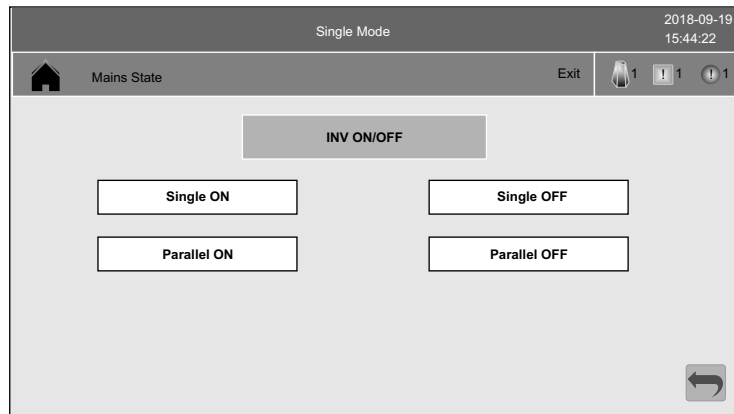 Single Mode
2018-09-19
15:44:22
Mains State
Exit
1
! 1
! 1
INV ON/OFF
Single ON
Single OFF
Parallel ON
Parallel OFF